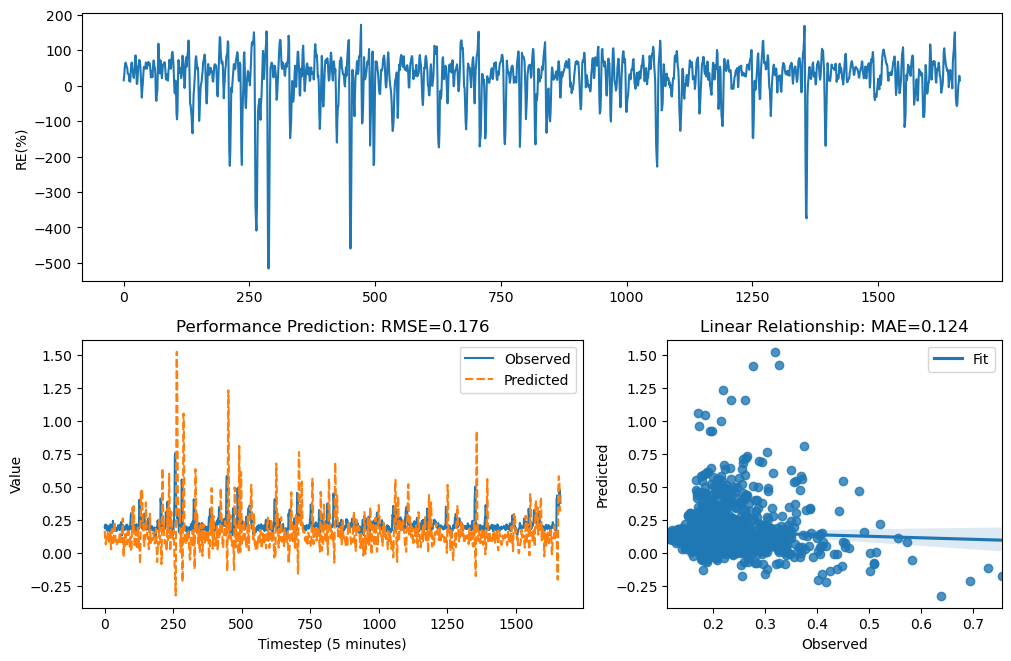 RE(%)
200
100
0
−100
−200
−300
−400
−500
0 250 500 750 1000 1250 1500
Performance Prediction: RMSE=0.176
Value
1.50
1.25
1.00
0.75
0.50
0.25
0.00
−0.25
Observed
Predicted
0 250 500 750 1000 1250 1500
Timestep (5 minutes)
Linear Relationship: MAE=0.124
Predicted
1.50
1.25
1.00
0.75
0.50
0.25
0.00
−0.25
Fit
0.2 0.3 0.4 0.5 0.6 0.7
Observed